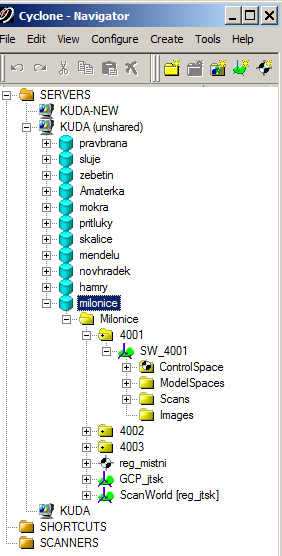 Cyclone - Navigator
File Edit View Configure Create Tools Help
SERVERS
KUDA-NEW
KUDA (unshared)
pravbrana
sluje
zebetin
Amaterka
mokra
pritluky
skalice
mendelu
novhradek
hamry
milonice
Milonice
4001
SW_4001
ControlSpace
ModelSpaces
Scans
Images
4002
4003
reg_mistni
GCP_jtsk
ScanWorld [reg_jtsk]
KUDA
SHORTCUTS
SCANNERS